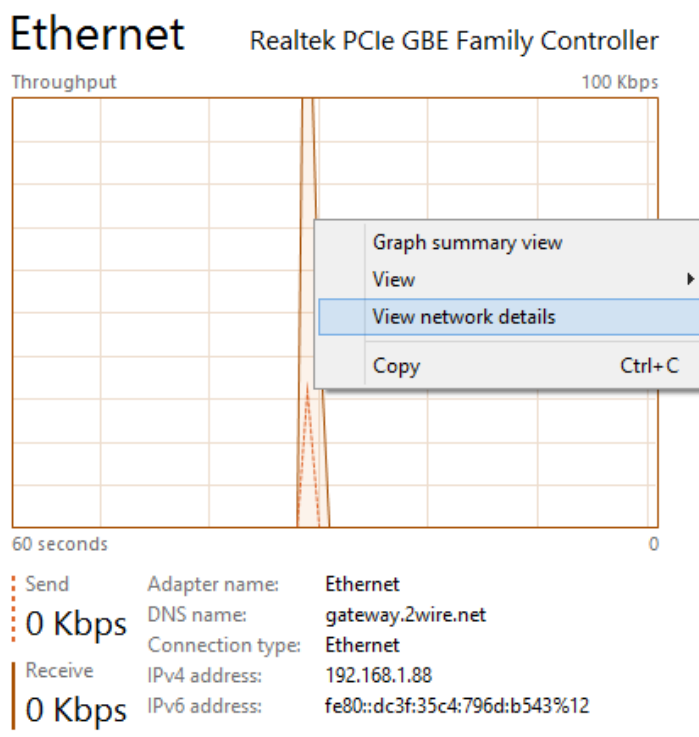 Ethernet Realtek PCIe GBE Family Controller
Throughput 100 Kbps
Graph summary view
View
View network details
Copy Ctrl+C
60 seconds 0
Send
0 Kbps
Receive
0 Kbps
Adapter name: Ethernet
DNS name: gateway.2wire.net
Connection type: Ethernet
IPv4 address: 192.168.1.88
IPv6 address: fe80::dc3f:35c4:796d:b543%12